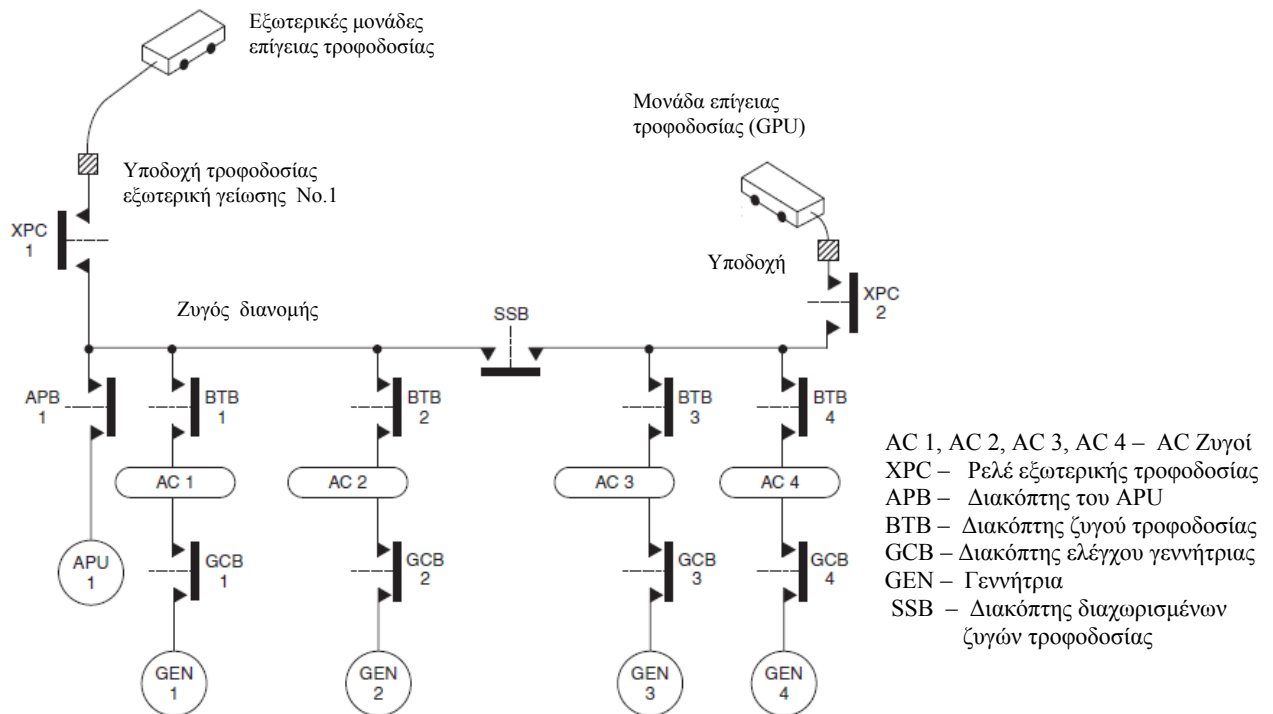 Εξωτερικές μονάδες
επίγειας τροφοδοσίας
Μονάδα επίγειας
τροφοδοσίας (GPU)
Υποδοχή τροφοδοσίας
εξωτερική γείωσης No.1
XPC
1
Υποδοχή
XPC
2
Ζυγός διανομής
SSB
APB
1
BTB
1
BTB
2
BTB
3
BTB
4
AC 1
AC 2
AC 3
AC 4
APU
1
GCB
1
GCB
2
GCB
3
GCB
4
GEN
1
GEN
2
GEN
3
GEN
4
AC 1, AC 2, AC 3, AC 4 – AC Ζυγοί
XPC – Ρελέ εξωτερικής τροφοδοσίας
APB – Διακόπτης του APU
BTB – Διακόπτης ζυγού τροφοδοσίας
GCB – Διακόπτης ελέγχου γεννήτριας
GEN – Γεννήτρια
SSB – Διακόπτης διαχωρισμένων
ζυγών τροφοδοσίας